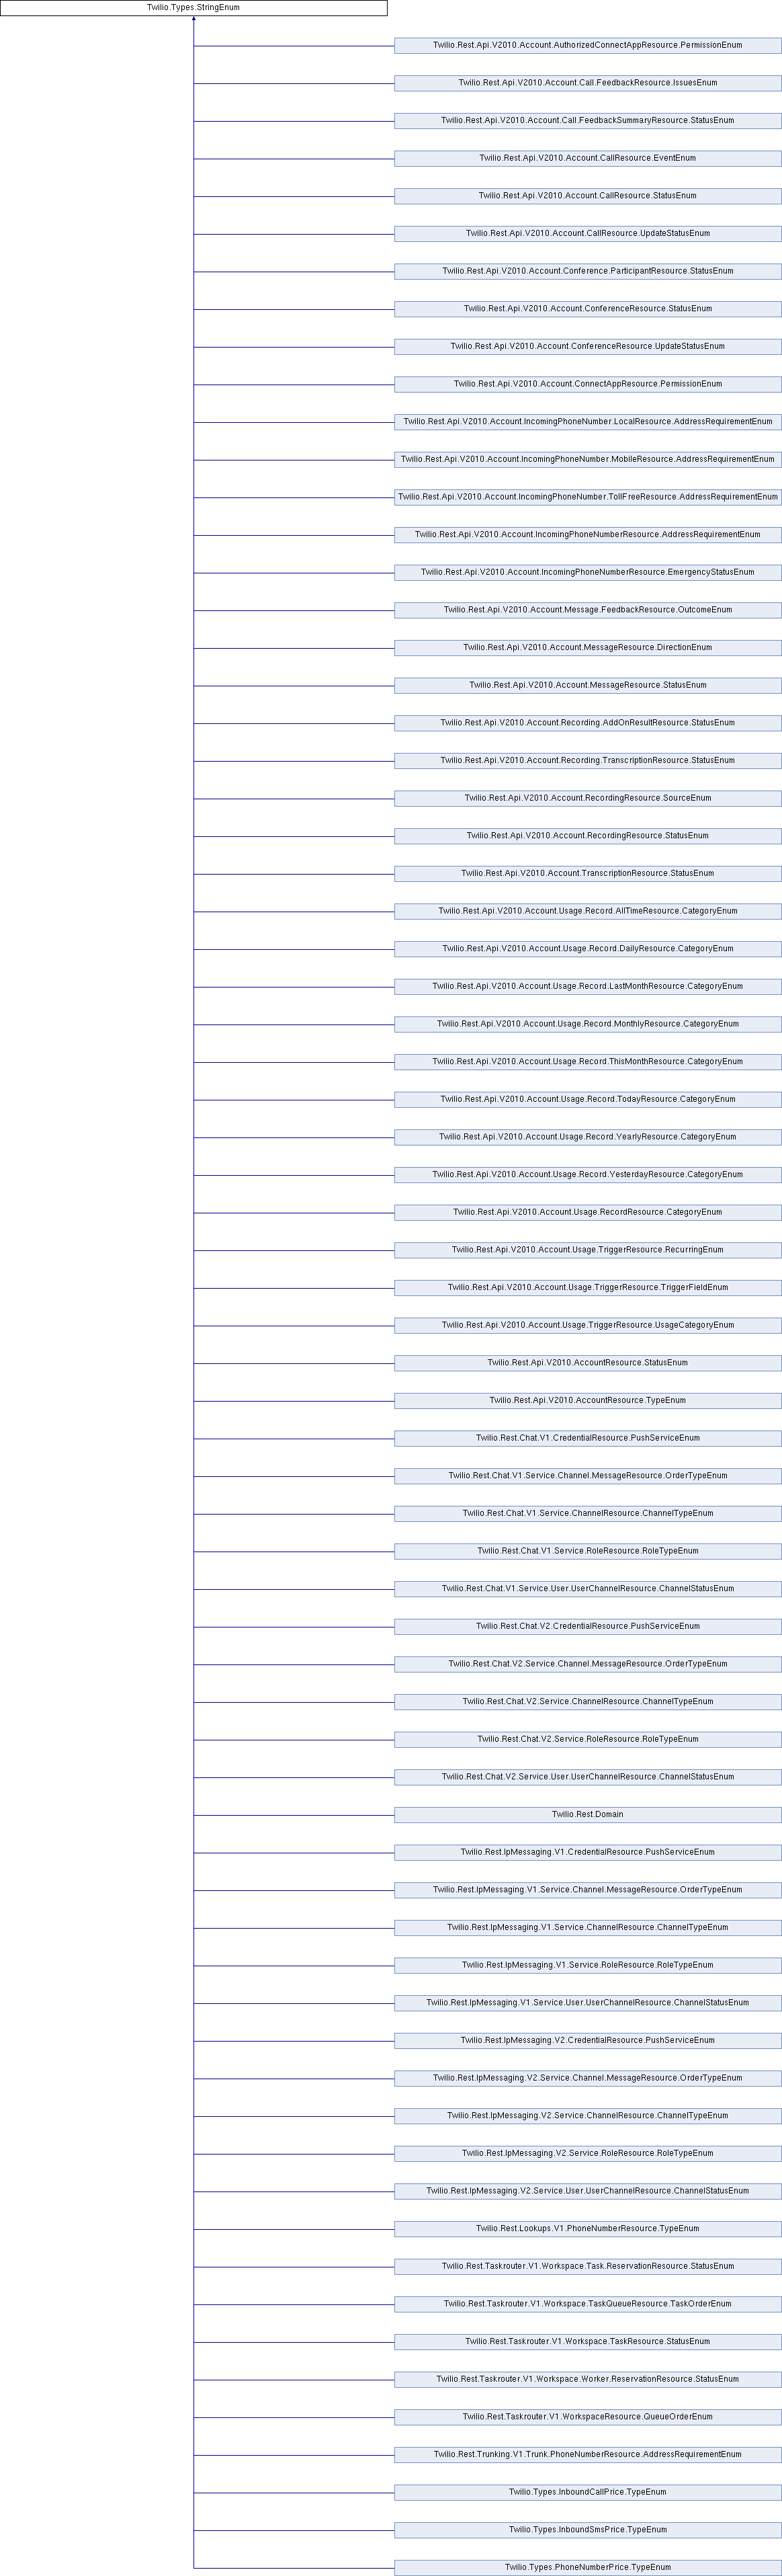 Twilio.Types.StringEnum
Twilio.Rest.Api.V2010.Account.AuthorizedConnectAppResource.PermissionEnum
Twilio.Rest.Api.V2010.Account.Call.FeedbackResource.IssuesEnum
Twilio.Rest.Api.V2010.Account.Call.FeedbackSummaryResource.StatusEnum
Twilio.Rest.Api.V2010.Account.CallResource.EventEnum
Twilio.Rest.Api.V2010.Account.CallResource.StatusEnum
Twilio.Rest.Api.V2010.Account.CallResource.UpdateStatusEnum
Twilio.Rest.Api.V2010.Account.Conference.ParticipantResource.StatusEnum
Twilio.Rest.Api.V2010.Account.ConferenceResource.StatusEnum
Twilio.Rest.Api.V2010.Account.ConferenceResource.UpdateStatusEnum
Twilio.Rest.Api.V2010.Account.ConnectAppResource.PermissionEnum
Twilio.Rest.Api.V2010.Account.IncomingPhoneNumber.LocalResource.AddressRequirementEnum
Twilio.Rest.Api.V2010.Account.IncomingPhoneNumber.MobileResource.AddressRequirementEnum
Twilio.Rest.Api.V2010.Account.IncomingPhoneNumber.TollFreeResource.AddressRequirementEnum
Twilio.Rest.Api.V2010.Account.IncomingPhoneNumberResource.AddressRequirementEnum
Twilio.Rest.Api.V2010.Account.IncomingPhoneNumberResource.EmergencyStatusEnum
Twilio.Rest.Api.V2010.Account.Message.FeedbackResource.OutcomeEnum
Twilio.Rest.Api.V2010.Account.MessageResource.DirectionEnum
Twilio.Rest.Api.V2010.Account.MessageResource.StatusEnum
Twilio.Rest.Api.V2010.Account.Recording.AddOnResultResource.StatusEnum
Twilio.Rest.Api.V2010.Account.Recording.TranscriptionResource.StatusEnum
Twilio.Rest.Api.V2010.Account.RecordingResource.SourceEnum
Twilio.Rest.Api.V2010.Account.RecordingResource.StatusEnum
Twilio.Rest.Api.V2010.Account.TranscriptionResource.StatusEnum
Twilio.Rest.Api.V2010.Account.Usage.Record.AllTimeResource.CategoryEnum
Twilio.Rest.Api.V2010.Account.Usage.Record.DailyResource.CategoryEnum
Twilio.Rest.Api.V2010.Account.Usage.Record.LastMonthResource.CategoryEnum
Twilio.Rest.Api.V2010.Account.Usage.Record.MonthlyResource.CategoryEnum
Twilio.Rest.Api.V2010.Account.Usage.Record.ThisMonthResource.CategoryEnum
Twilio.Rest.Api.V2010.Account.Usage.Record.TodayResource.CategoryEnum
Twilio.Rest.Api.V2010.Account.Usage.Record.YearlyResource.CategoryEnum
Twilio.Rest.Api.V2010.Account.Usage.Record.YesterdayResource.CategoryEnum
Twilio.Rest.Api.V2010.Account.Usage.RecordResource.CategoryEnum
Twilio.Rest.Api.V2010.Account.Usage.TriggerResource.RecurringEnum
Twilio.Rest.Api.V2010.Account.Usage.TriggerResource.TriggerFieldEnum
Twilio.Rest.Api.V2010.Account.Usage.TriggerResource.UsageCategoryEnum
Twilio.Rest.Api.V2010.AccountResource.StatusEnum
Twilio.Rest.Api.V2010.AccountResource.TypeEnum
Twilio.Rest.Chat.V1.CredentialResource.PushServiceEnum
Twilio.Rest.Chat.V1.Service.Channel.MessageResource.OrderTypeEnum
Twilio.Rest.Chat.V1.Service.ChannelResource.ChannelTypeEnum
Twilio.Rest.Chat.V1.Service.RoleResource.RoleTypeEnum
Twilio.Rest.Chat.V1.Service.User.UserChannelResource.ChannelStatusEnum
Twilio.Rest.Chat.V2.CredentialResource.PushServiceEnum
Twilio.Rest.Chat.V2.Service.Channel.MessageResource.OrderTypeEnum
Twilio.Rest.Chat.V2.Service.ChannelResource.ChannelTypeEnum
Twilio.Rest.Chat.V2.Service.RoleResource.RoleTypeEnum
Twilio.Rest.Chat.V2.Service.User.UserChannelResource.ChannelStatusEnum
Twilio.Rest.Domain
Twilio.Rest.IpMessaging.V1.CredentialResource.PushServiceEnum
Twilio.Rest.IpMessaging.V1.Service.Channel.MessageResource.OrderTypeEnum
Twilio.Rest.IpMessaging.V1.Service.ChannelResource.ChannelTypeEnum
Twilio.Rest.IpMessaging.V1.Service.RoleResource.RoleTypeEnum
Twilio.Rest.IpMessaging.V1.Service.User.UserChannelResource.ChannelStatusEnum
Twilio.Rest.IpMessaging.V2.CredentialResource.PushServiceEnum
Twilio.Rest.IpMessaging.V2.Service.Channel.MessageResource.OrderTypeEnum
Twilio.Rest.IpMessaging.V2.Service.ChannelResource.ChannelTypeEnum
Twilio.Rest.IpMessaging.V2.Service.RoleResource.RoleTypeEnum
Twilio.Rest.IpMessaging.V2.Service.User.UserChannelResource.ChannelStatusEnum
Twilio.Rest.Lookups.V1.PhoneNumberResource.TypeEnum
Twilio.Rest.Taskrouter.V1.Workspace.Task.ReservationResource.StatusEnum
Twilio.Rest.Taskrouter.V1.Workspace.TaskQueueResource.TaskOrderEnum
Twilio.Rest.Taskrouter.V1.Workspace.TaskResource.StatusEnum
Twilio.Rest.Taskrouter.V1.Workspace.Worker.ReservationResource.StatusEnum
Twilio.Rest.Taskrouter.V1.WorkspaceResource.QueueOrderEnum
Twilio.Rest.Trunking.V1.Trunk.PhoneNumberResource.AddressRequirementEnum
Twilio.Types.InboundCallPrice.TypeEnum
Twilio.Types.InboundSmsPrice.TypeEnum
Twilio.Types.PhoneNumberPrice.TypeEnum